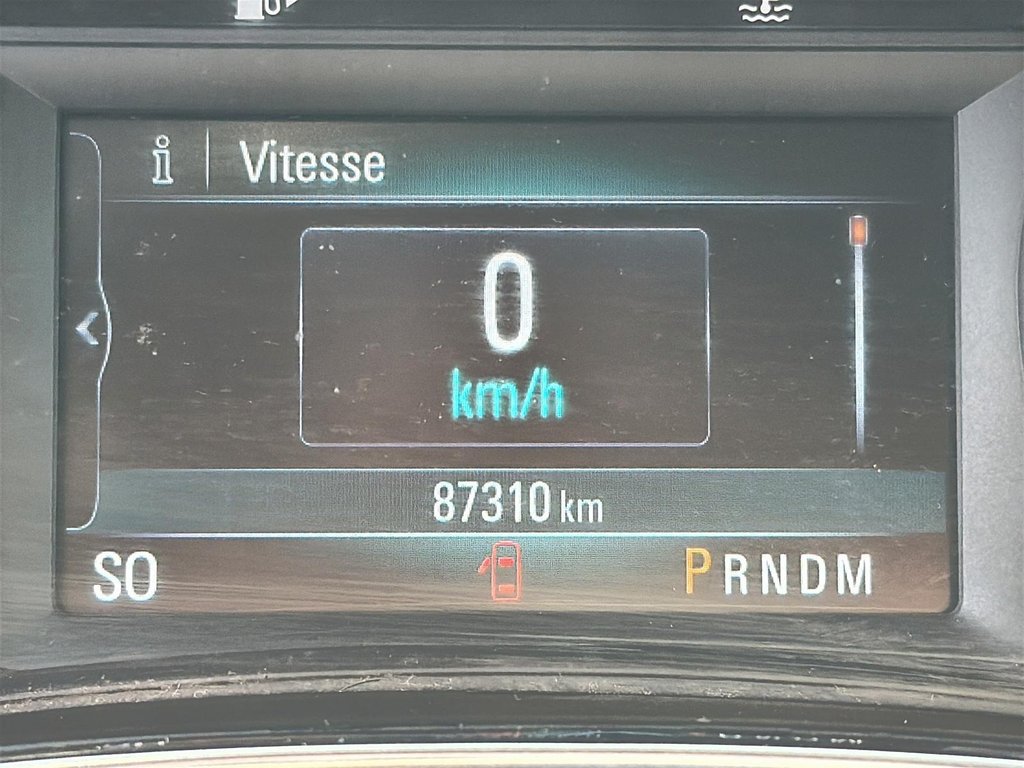 i Vitesse
0
km/h
87310 km
SO PRNDM